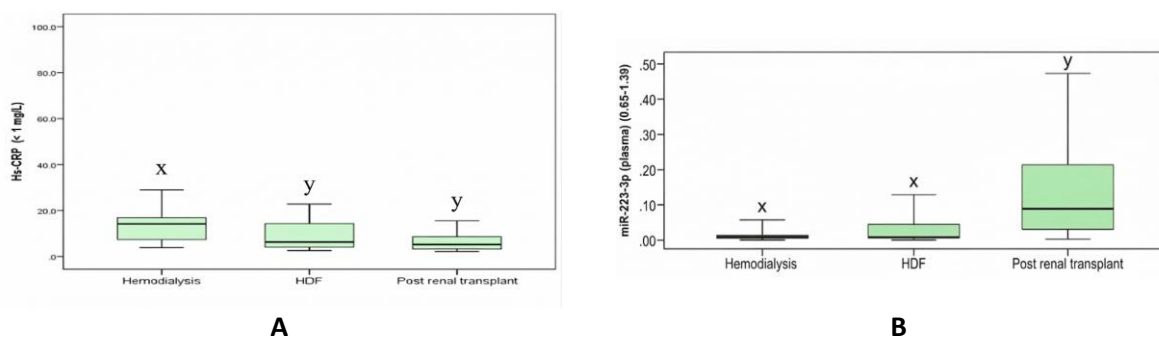 100.0
80.0
60.0
40.0
20.0
.0
Hs-CRP (< 1 mg/L)
x
y
y
Hemodialysis
HDF
Post renal transplant
A
.50
.40
.30
.20
.10
.00
miR-223-3p (plasma) (0.65-1.39)
x
x
y
Hemodialysis
HDF
Post renal transplant
B